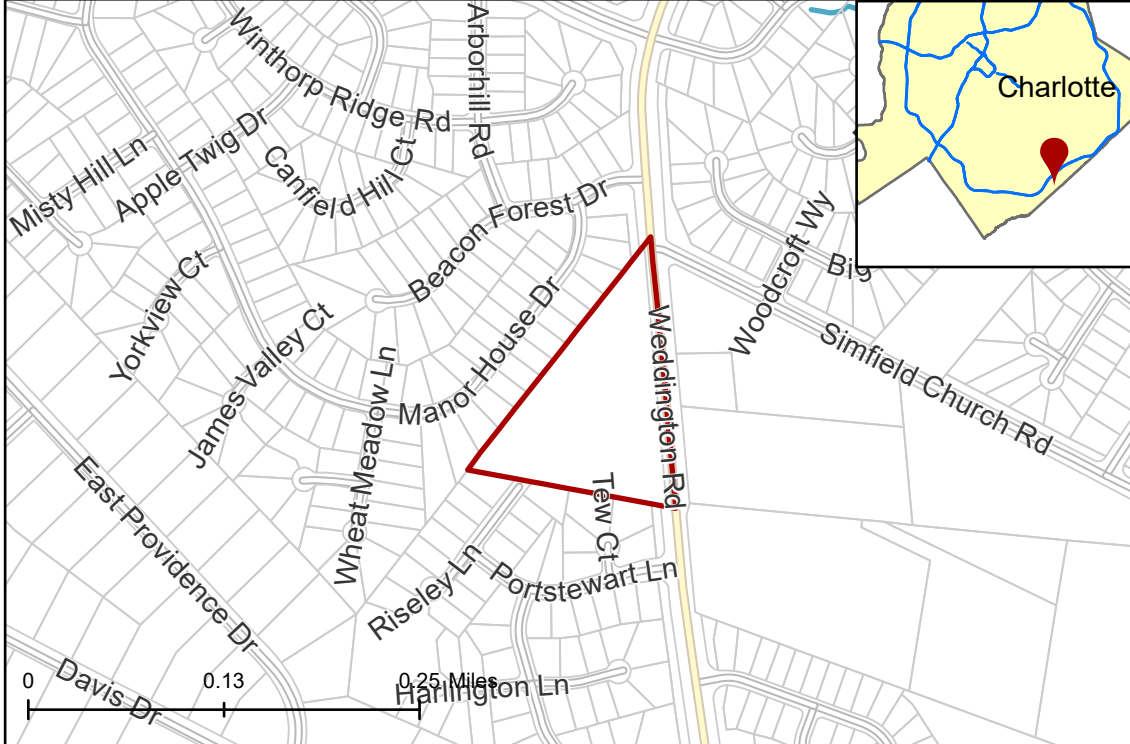 Winthorp Ridge Rd
Arborhill Rd
Charlotte
Misty Hill Ln
Apple Twig Dr
Canfield Hill Ct
Beacon Forest Dr
Woodcroft Wy
Big
Yorkview Ct
James Valley Ct
Manor House Dr
Weddington Rd
Simfield Church Rd
Wheat Meadow Ln
East Providence Dr
Tew Ct
Riseley Ln
Portstewart Ln
Davis Dr
Harlington Ln
0 0.13 0.25 Miles